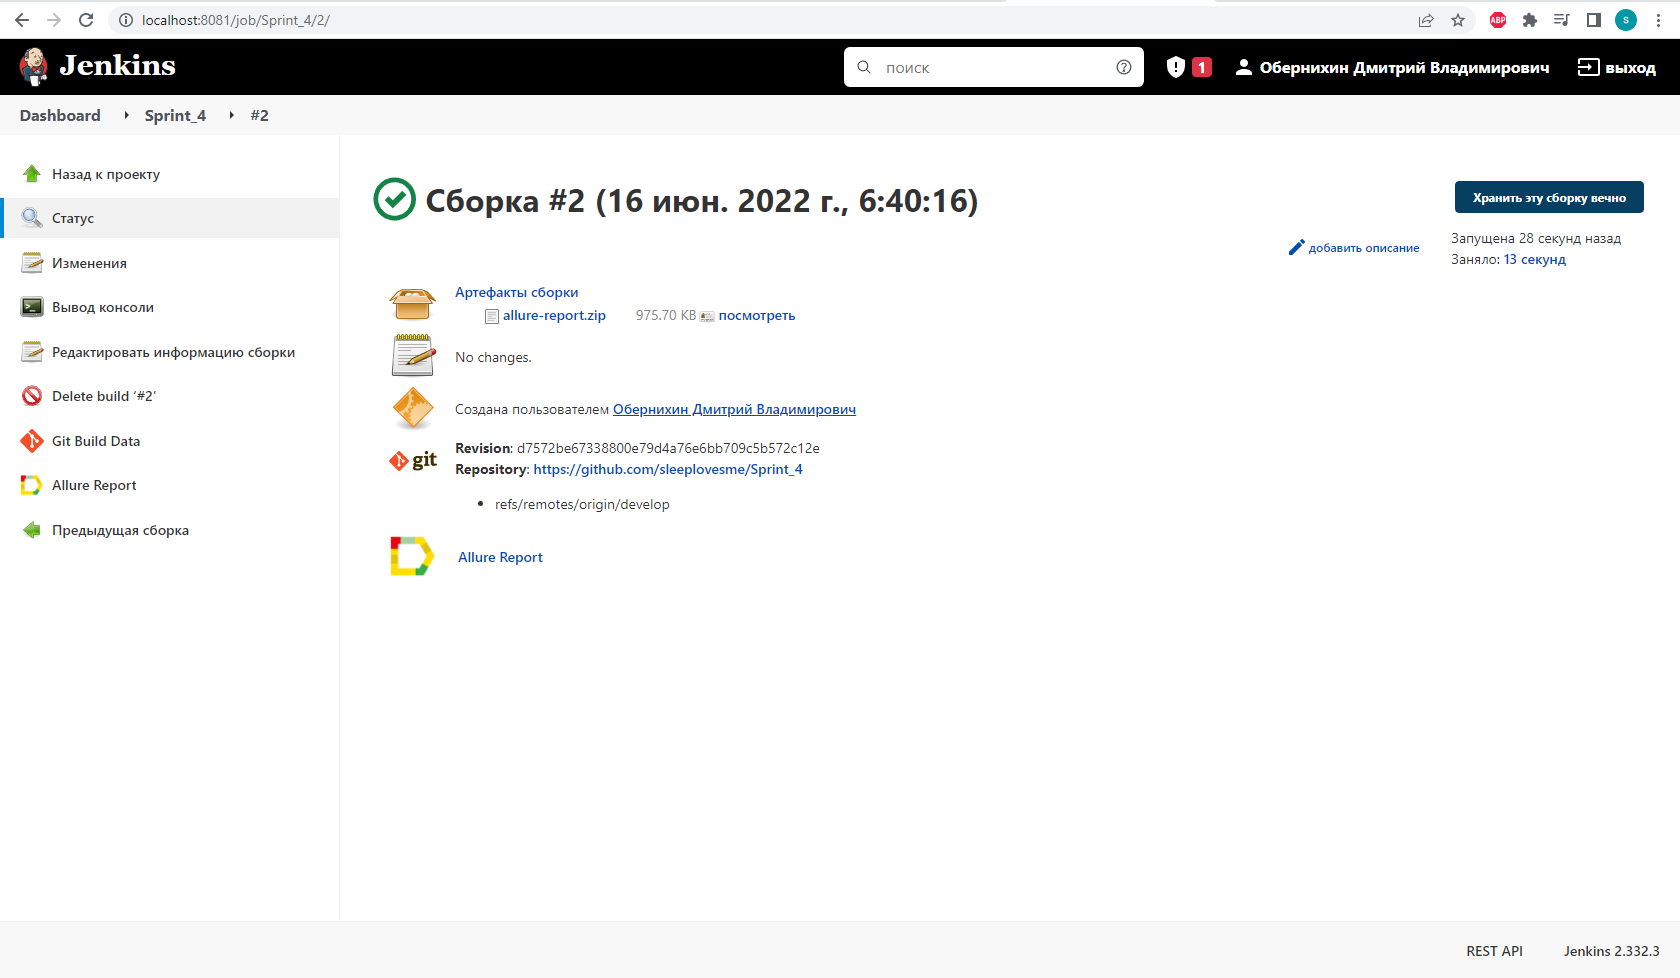 localhost:8081/job/Sprint_4/2/
ABP
S
Jenkins
поиск
1
Обернихин Дмитрий Владимирович
выход
Dashboard
Sprint_4
#2
Назад к проекту
Статус
Изменения
Вывод консоли
Редактировать информацию сборки
Delete build ‘#2’
Git Build Data
Allure Report
Предыдущая сборка
Сборка #2 (16 июн. 2022 г., 6:40:16)
Хранить эту сборку вечно
добавить описание
Запущена 28 секунд назад
Заняло: 13 секунд
Артефакты сборки
allure-report.zip 975.70 KB посмотреть
No changes.
Создана пользователем Обернихин Дмитрий Владимирович
git
Revision: d7572be67338800e79d4a76e6bb709c5b572c12e
Repository: https://github.com/sleeplovesme/Sprint_4
refs/remotes/origin/develop
Allure Report
REST API
Jenkins 2.332.3